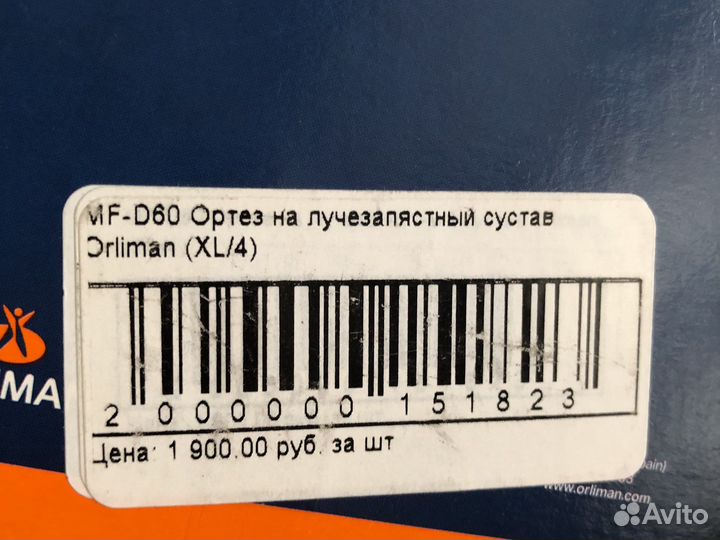 MF-D60 Ортез на лучезапястный сустав
Orliman (XL/4)
2 000000 151823
Цена: 1 900.00 руб. за шт
IMA
www.orliman.com
Avito